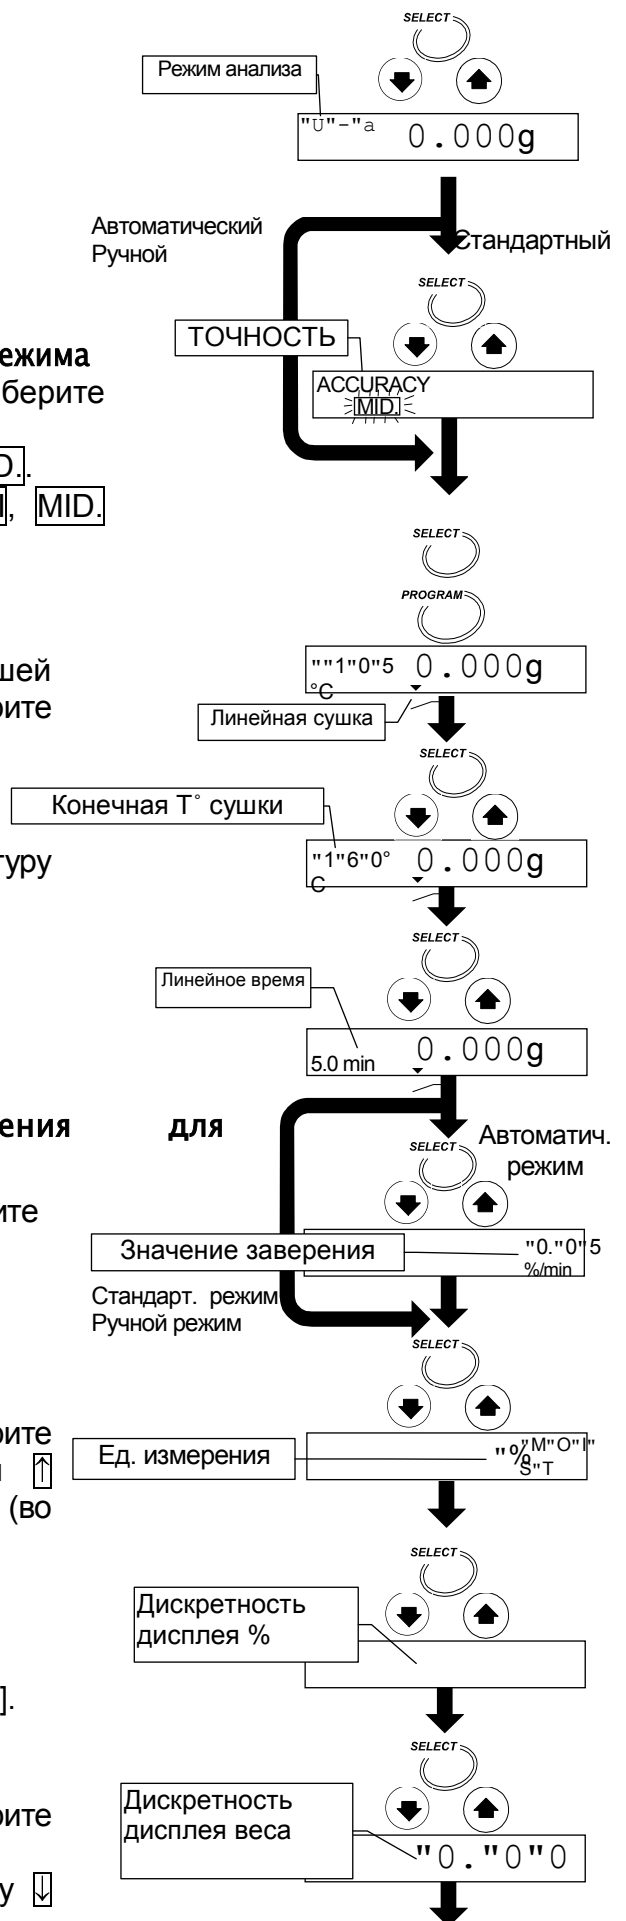 SELECT
Режим анализа
"U"-"a 0.000g
Автоматический
Ручной
Стандартный
SELECT
ТОЧНОСТЬ
ежима
берите
ACCURACY
MID.
D..
, MID.
SELECT
PROGRAM
шей
""1"0"5 0.000g
°C
рите
Линейная сушка
SELECT
Конечная Т° сушки
туру
"1"6"0° 0.000g
C
SELECT
Линейное время
5.0 min 0.000g
ения для
Автоматич.
режим
SELECT
ите
Значение заверения
"0."0"5
%/min
Стандарт. режим
Ручной режим
SELECT
рите
Ед. измерения
"%"M"O"I"
S"T
↑
(во
SELECT
Дискретность
дисплея %
].
SELECT
Дискретность
дисплея веса
рите
"0."0"0
у ↓